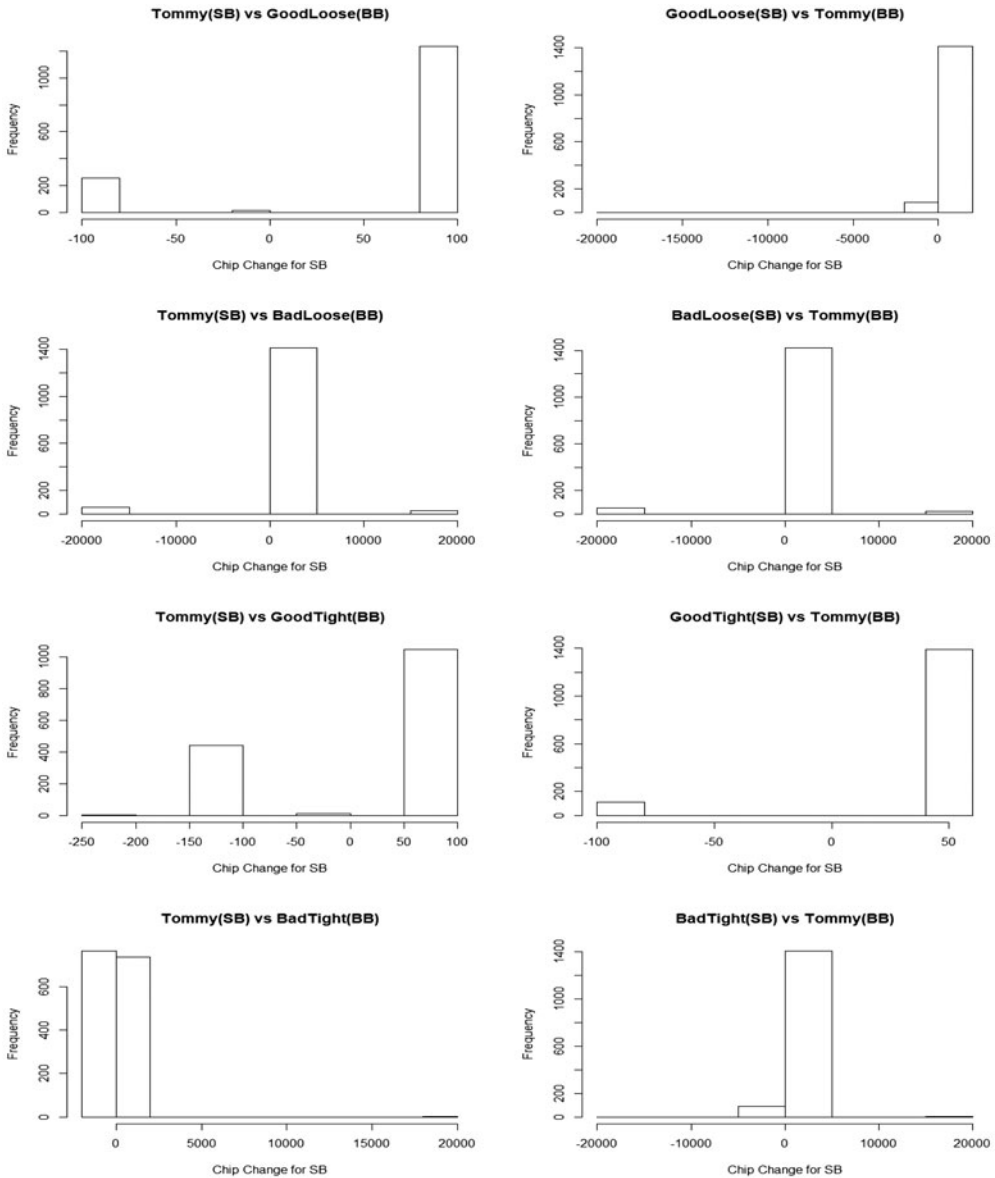 Tommy(SB) vs GoodLoose(BB)
Frequency
0 200 600 1000
-100 -50 0 50 100
Chip Change for SB
GoodLoose(SB) vs Tommy(BB)
Frequency
0 200 600 1000 1400
-20000 -15000 -10000 -5000 0
Chip Change for SB
Tommy(SB) vs BadLoose(BB)
Frequency
0 200 600 1000 1400
-20000 -10000 0 10000 20000
Chip Change for SB
BadLoose(SB) vs Tommy(BB)
Frequency
0 200 600 1000 1400
-20000 -10000 0 10000 20000
Chip Change for SB
Tommy(SB) vs GoodTight(BB)
Frequency
0 200 400 600 800 1000
-250 -200 -150 -100 -50 0 50 100
Chip Change for SB
GoodTight(SB) vs Tommy(BB)
Frequency
0 200 600 1000 1400
-100 -50 0 50
Chip Change for SB
Tommy(SB) vs BadTight(BB)
Frequency
0 200 400 600
0 5000 10000 15000 20000
Chip Change for SB
BadTight(SB) vs Tommy(BB)
Frequency
0 200 600 1000 1400
-20000 -10000 0 10000 20000
Chip Change for SB